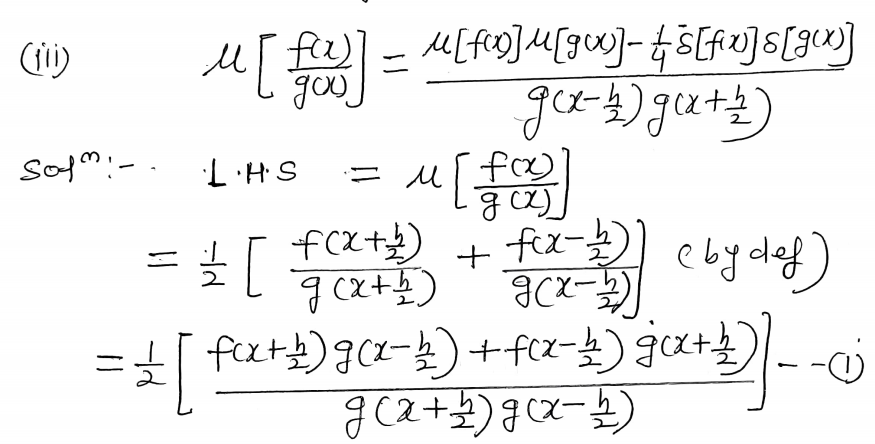 (iii) μ[f(x)/g(x)] = (μ[f(x)]μ[g(x)] - 1/4 δ[f(x)]δ[g(x)]) / (g(x-h/2) g(x+h/2))
Solⁿ:- . L.H.S = μ[f(x)/g(x)]
= 1/2 [f(x+h/2)/g(x+h/2) + f(x-h/2)/g(x-h/2)] (by def)
= 1/2 [(f(x+h/2) g(x-h/2) + f(x-h/2) g(x+h/2)) / (g(x+h/2) g(x-h/2))] --(1)